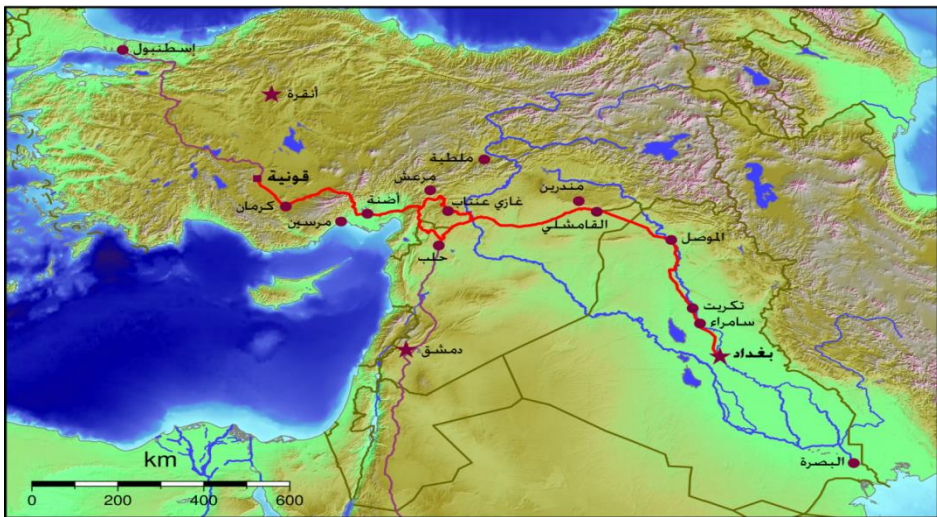 إسطنبول
أنقرة
ملطية
قونية
مرعش
مندرين
غازي عنتاب
كرمان
أضنة
مرسين
القامشلي
الموصل
حلب
تكريت
سامراء
دمشق
بغداد
البصرة
km
0 200 400 600